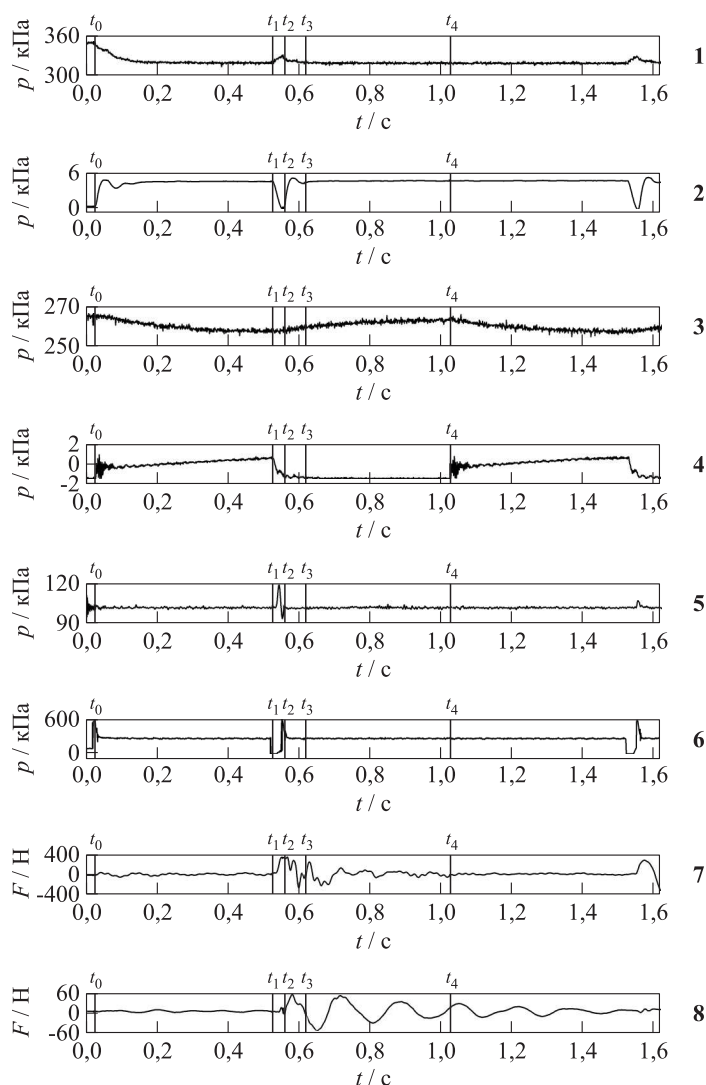 t0 t1 t2 t3 t4
p / кПа 360 300 1
0,0 0,2 0,4 0,6 0,8 1,0 1,2 1,4 1,6
t / с
t0 t1 t2 t3 t4
p / кПа 6 0 2
0,0 0,2 0,4 0,6 0,8 1,0 1,2 1,4 1,6
t / с
t0 t1 t2 t3 t4
p / кПа 270 250 3
0,0 0,2 0,4 0,6 0,8 1,0 1,2 1,4 1,6
t / с
t0 t1 t2 t3 t4
p / кПа 2 0 -2 4
0,0 0,2 0,4 0,6 0,8 1,0 1,2 1,4 1,6
t / с
t0 t1 t2 t3 t4
p / кПа 120 90 5
0,0 0,2 0,4 0,6 0,8 1,0 1,2 1,4 1,6
t / с
t0 t1 t2 t3 t4
p / кПа 600 0 6
0,0 0,2 0,4 0,6 0,8 1,0 1,2 1,4 1,6
t / с
t0 t1 t2 t3 t4
F / Н 400 0 -400 7
0,0 0,2 0,4 0,6 0,8 1,0 1,2 1,4 1,6
t / с
t0 t1 t2 t3 t4
F / Н 60 0 -60 8
0,0 0,2 0,4 0,6 0,8 1,0 1,2 1,4 1,6
t / с